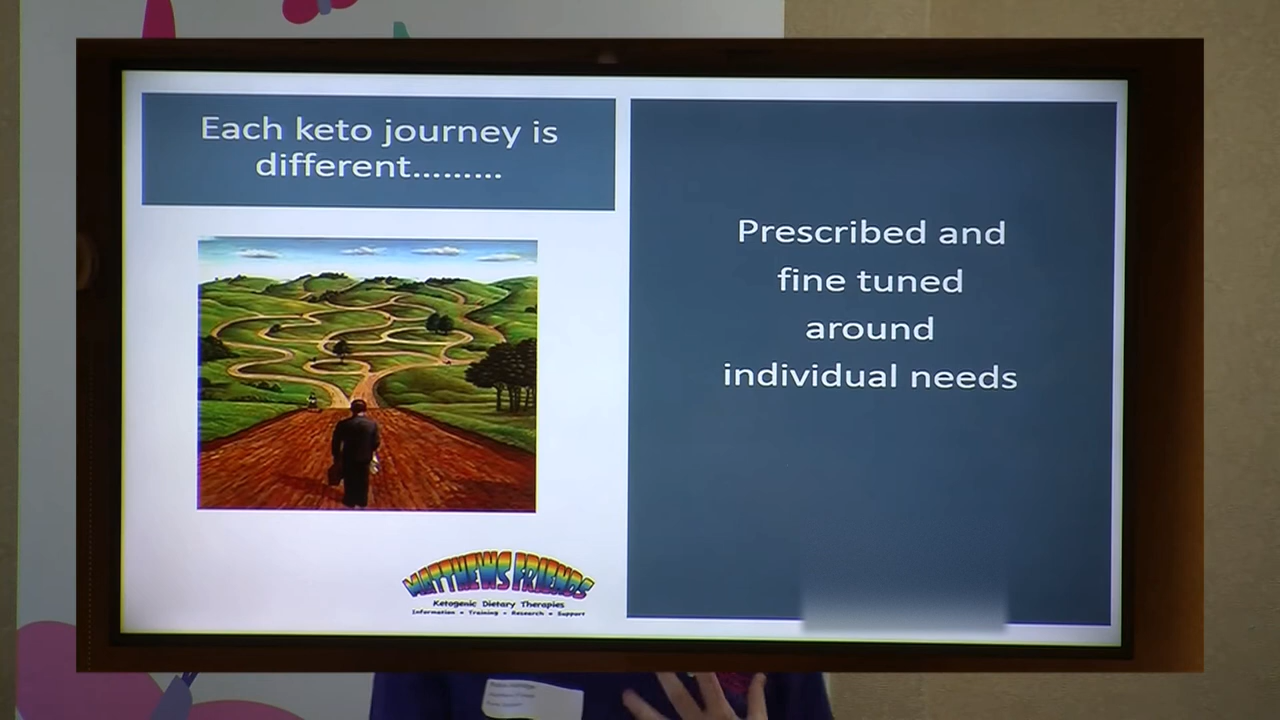 Each keto journey is
different.........
Prescribed and
fine tuned
around
individual needs
MATTHEWS FRIENDS
Ketogenic Dietary Therapies
Information • Training • Research • Support